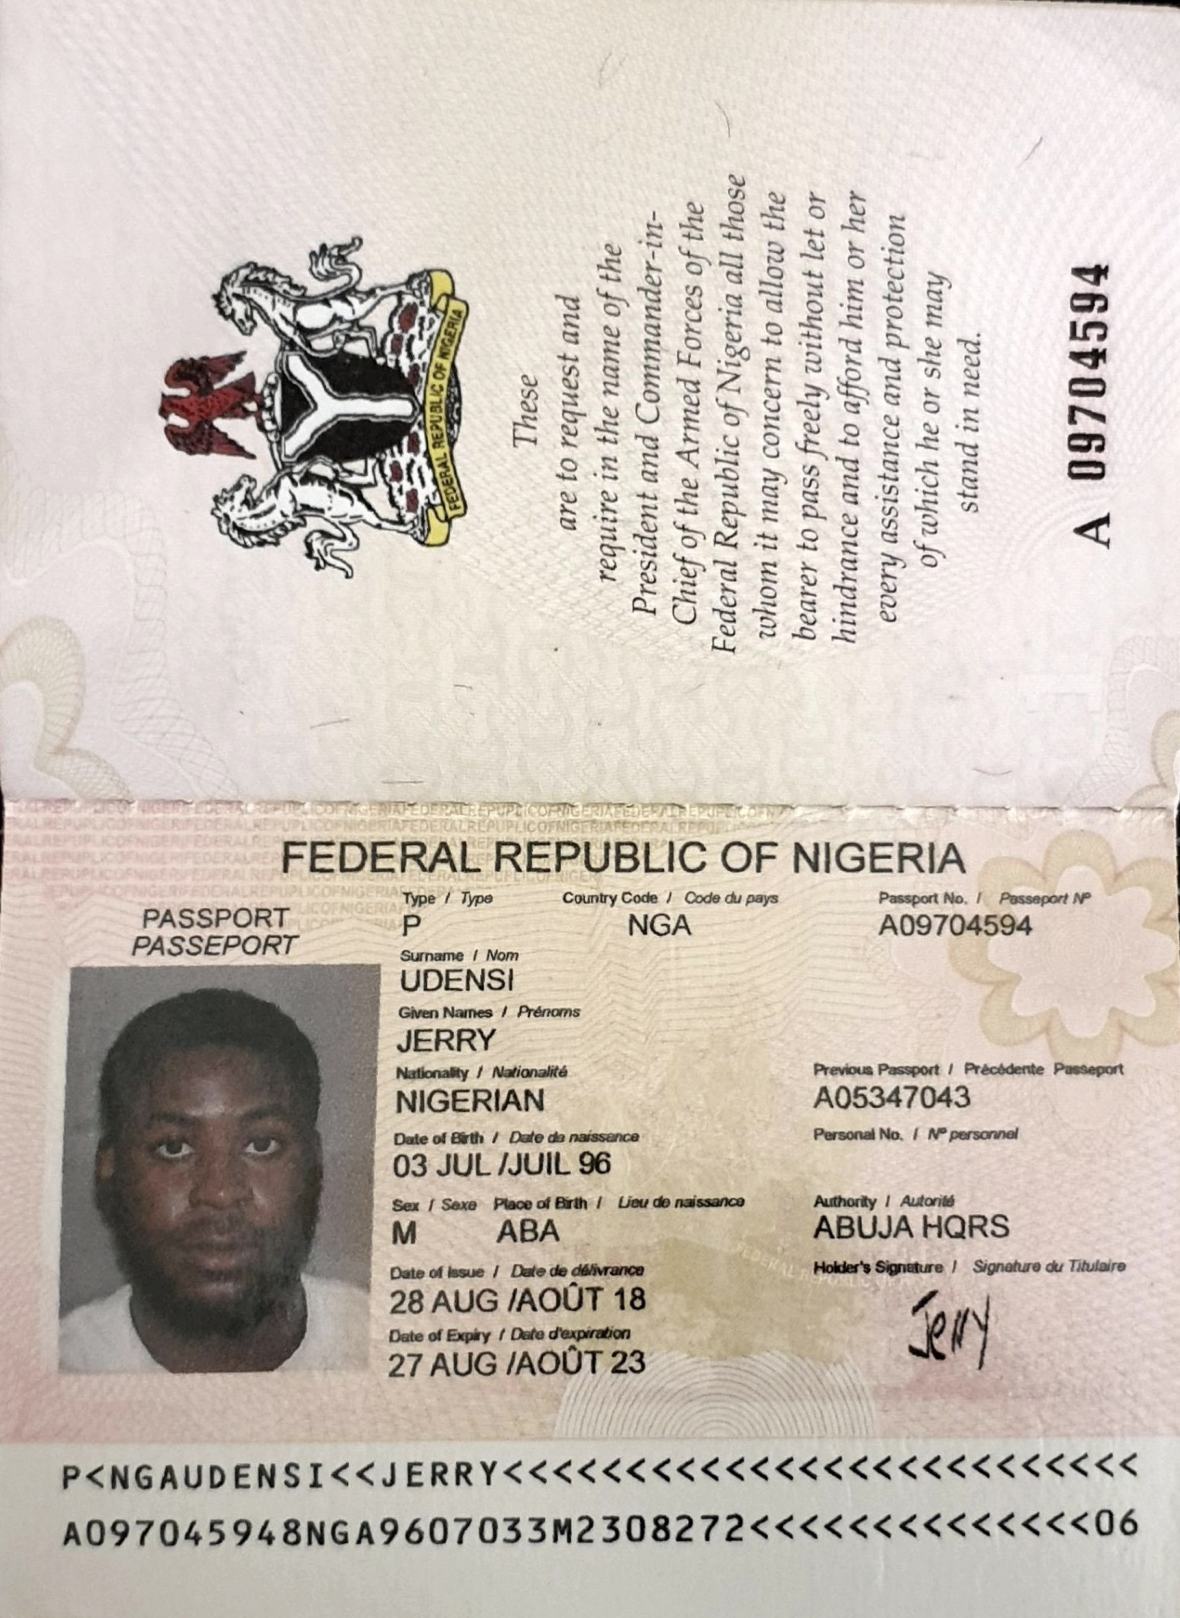 FEDERAL REPUBLIC OF NIGERIA
These
are to request and
require in the name of the
President and Commander-in-
Chief of the Armed Forces of the
Federal Republic of Nigeria all those
whom it may concern to allow the
bearer to pass freely without let or
hindrance and to afford him or her
every assistance and protection
of which he or she may
stand in need.
A 09704594
FEDERAL REPUBLIC OF NIGERIA
PASSPORT
PASSEPORT
Type / Type Country Code / Code du pays Passport No. / Passeport Nº
P NGA A09704594
Surname / Nom
UDENSI
Given Names / Prénoms
JERRY
Nationality / Nationalité Previous Passport / Précédente Passeport
NIGERIAN A05347043
Date of Birth / Date de naissance Personal No. / Nº personnel
03 JUL /JUIL 96
Sex / Sexe Place of Birth / Lieu de naissance Authority / Autorité
M ABA ABUJA HQRS
Date of Issue / Date de délivrance Holder's Signature / Signature du Titulaire
28 AUG /AOÛT 18 Jerry
Date of Expiry / Date d'expiration
27 AUG /AOÛT 23
P<NGAUDENSI<<JERRY<<<<<<<<<<<<<<<<<<<<<<<<<<
A097045948NGA9607033M2308272<<<<<<<<<<<<<<06